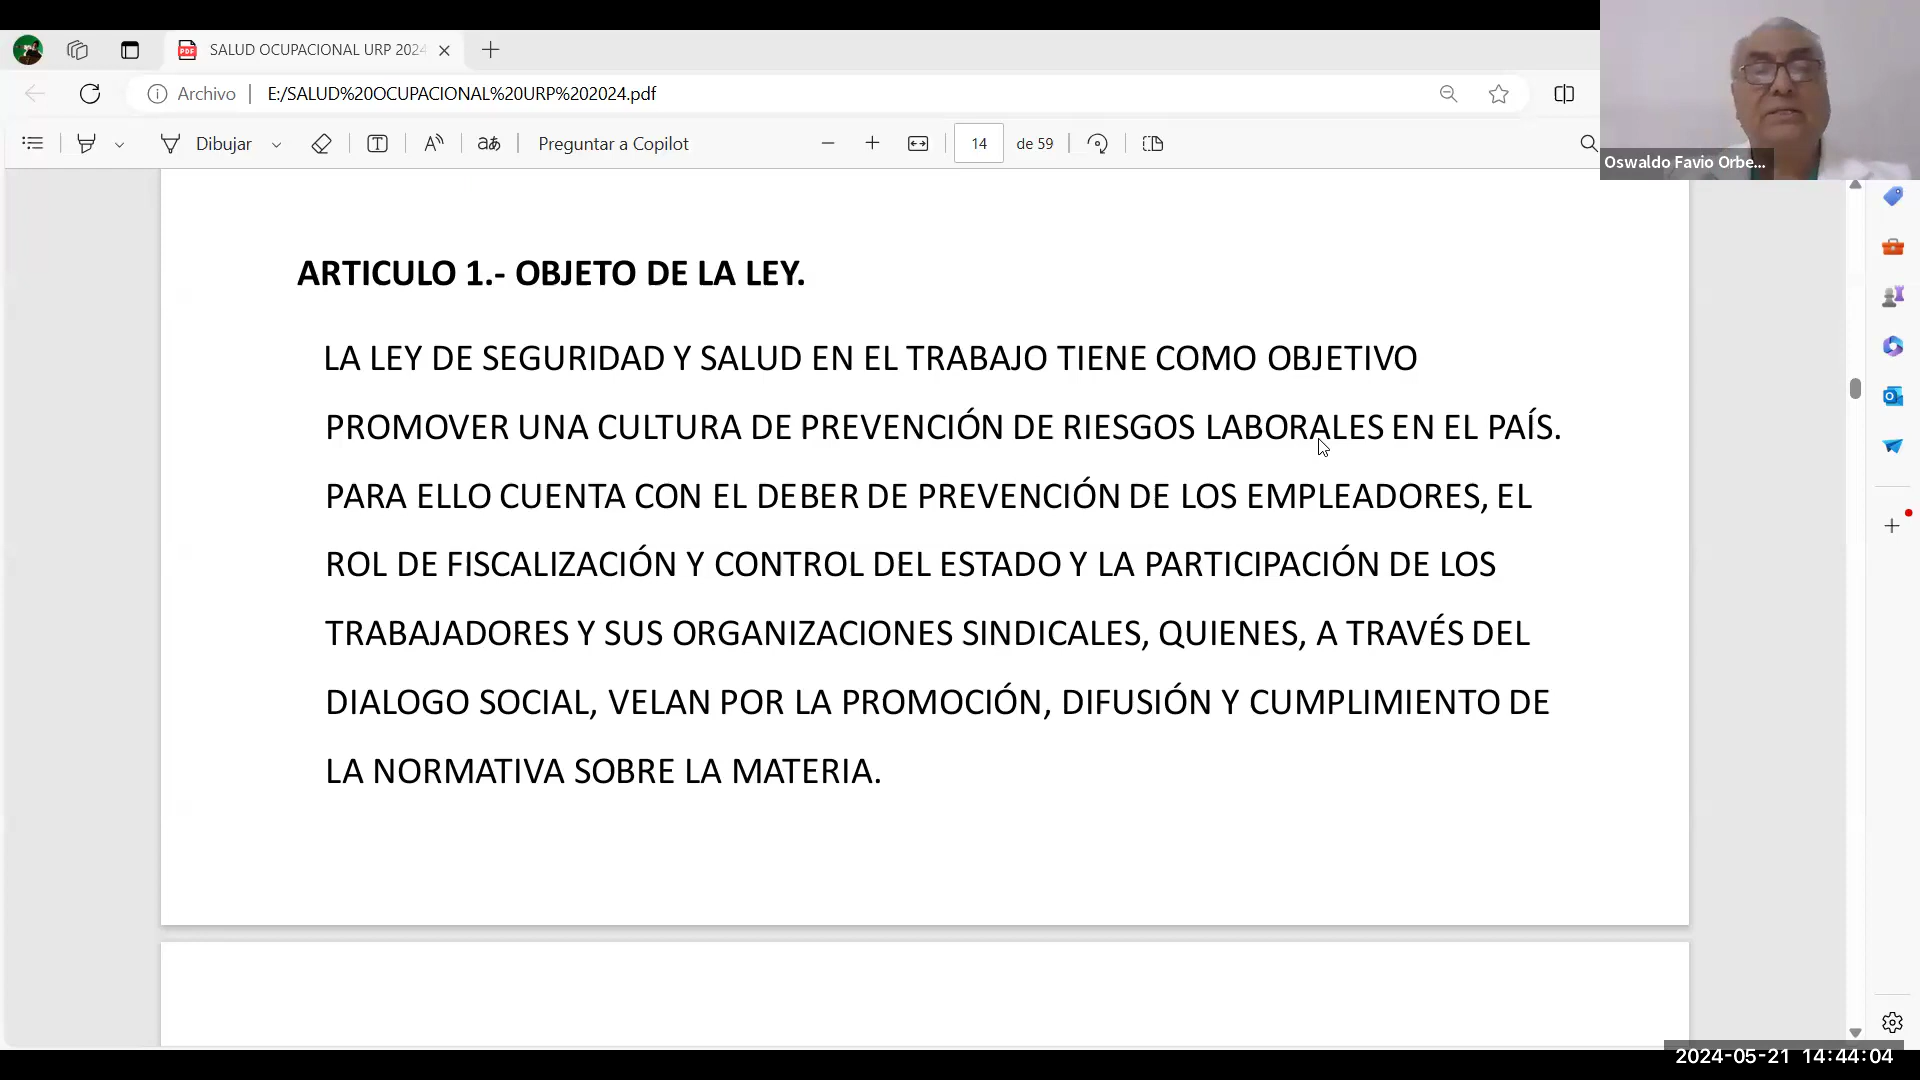 SALUD OCUPACIONAL URP 2024
Archivo
E:/SALUD%20OCUPACIONAL%20URP%202024.pdf
Dibujar
Preguntar a Copilot
14
de 59
Oswaldo Favio Orbe...
ARTICULO 1.- OBJETO DE LA LEY.
LA LEY DE SEGURIDAD Y SALUD EN EL TRABAJO TIENE COMO OBJETIVO
PROMOVER UNA CULTURA DE PREVENCIÓN DE RIESGOS LABORALES EN EL PAÍS.
PARA ELLO CUENTA CON EL DEBER DE PREVENCIÓN DE LOS EMPLEADORES, EL
ROL DE FISCALIZACIÓN Y CONTROL DEL ESTADO Y LA PARTICIPACIÓN DE LOS
TRABAJADORES Y SUS ORGANIZACIONES SINDICALES, QUIENES, A TRAVÉS DEL
DIALOGO SOCIAL, VELAN POR LA PROMOCIÓN, DIFUSIÓN Y CUMPLIMIENTO DE
LA NORMATIVA SOBRE LA MATERIA.
2024-05-21 14:44:04